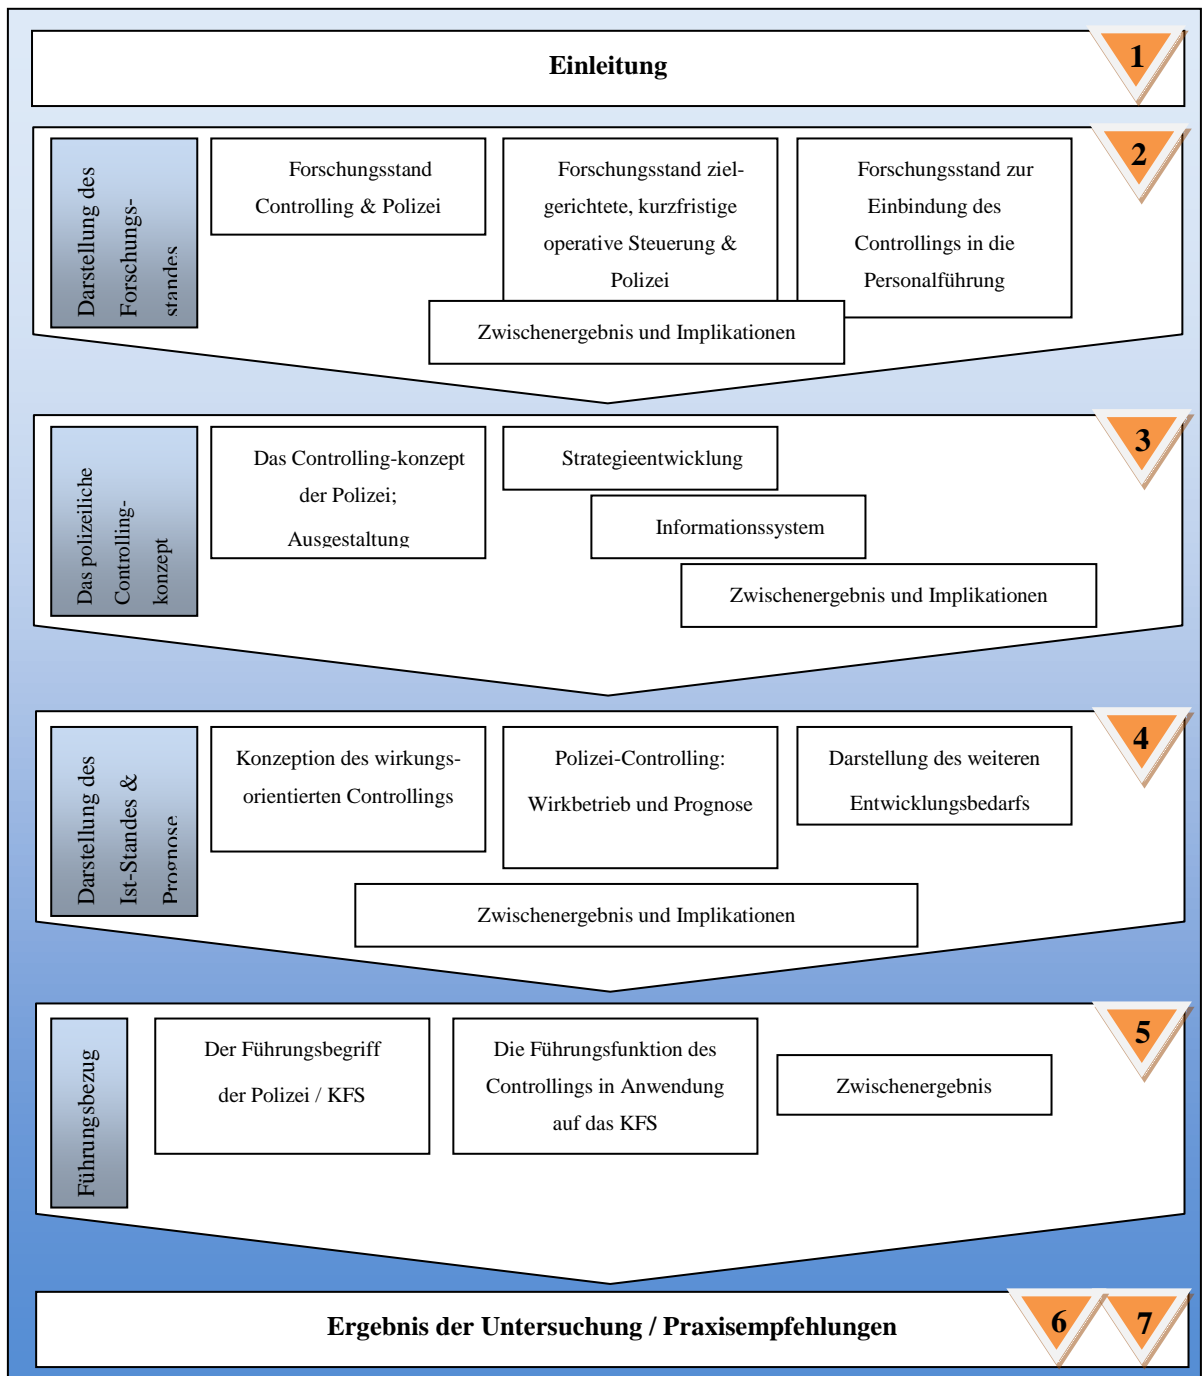 Einleitung
1
2
Darstellung des
Forschungs-
standes
Forschungsstand
Controlling & Polizei
Forschungsstand ziel-
gerichtete, kurzfristige
operative Steuerung &
Polizei
Forschungsstand zur
Einbindung des
Controllings in die
Personalführung
Zwischenergebnis und Implikationen
3
Das polizeiliche
Controlling-
konzept
Das Controlling-konzept
der Polizei;
Ausgestaltung
Strategieentwicklung
Informationssystem
Zwischenergebnis und Implikationen
4
Darstellung des
Ist-Standes &
Prognose
Konzeption des wirkungs-
orientierten Controllings
Polizei-Controlling:
Wirkbetrieb und Prognose
Darstellung des weiteren
Entwicklungsbedarfs
Zwischenergebnis und Implikationen
5
Führungsbezug
Der Führungsbegriff
der Polizei / KFS
Die Führungsfunktion des
Controllings in Anwendung
auf das KFS
Zwischenergebnis
Ergebnis der Untersuchung / Praxisempfehlungen
6
7